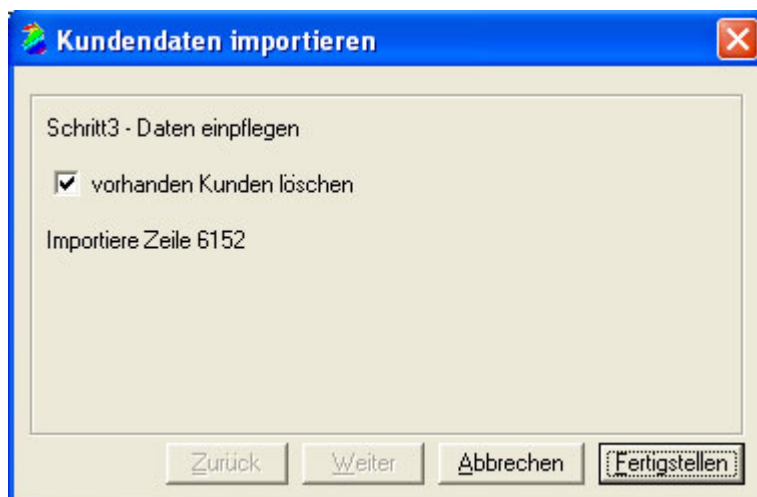 Kundendaten importieren
Schritt3 - Daten einpflegen
vorhanden Kunden löschen
Importiere Zeile 6152
Zurück Weiter Abbrechen Fertigstellen